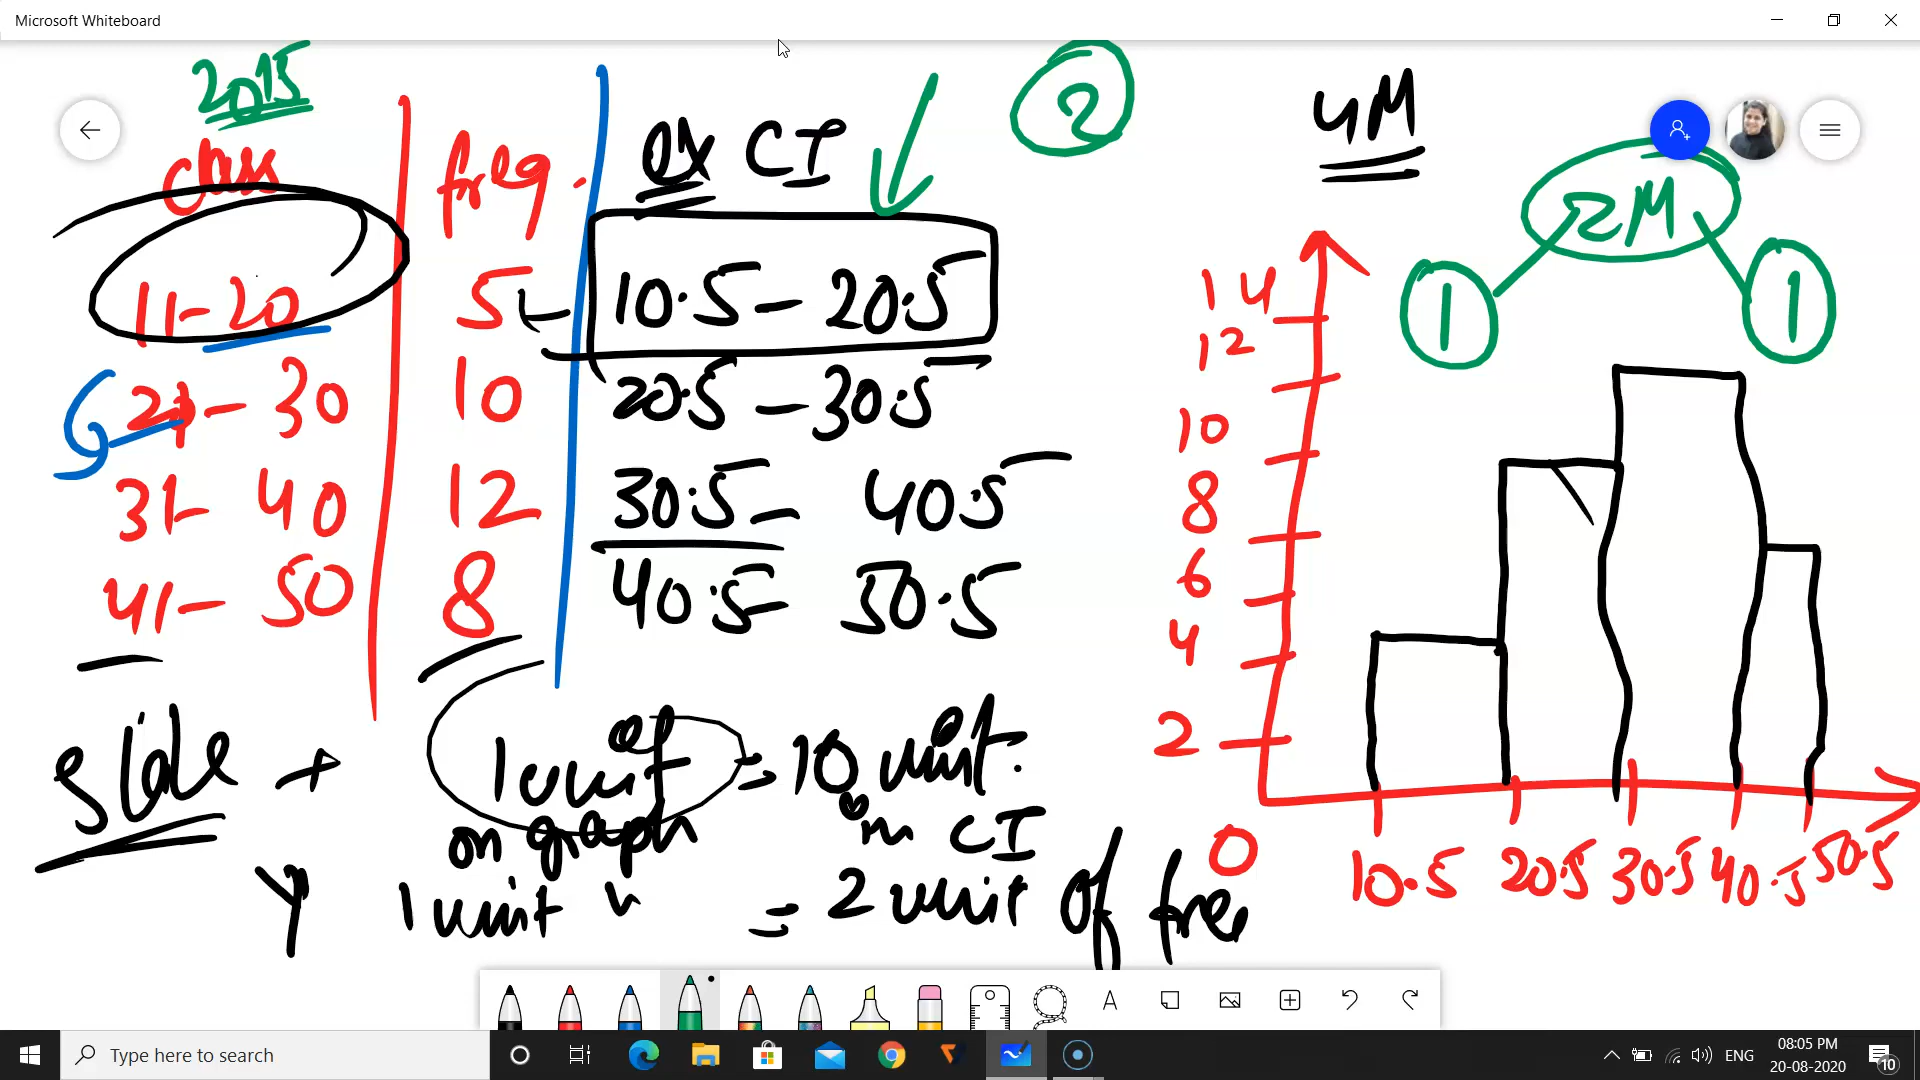 Microsoft Whiteboard
2015
class freq. ex CI
2
4M
2M
1 1
11-20 5 10.5-20.5
21-30 10 20.5-30.5
31-40 12 30.5-40.5
41-50 8 40.5-50.5
14
12
10
8
6
4
2
0
10.5 20.5 30.5 40.5 50.5
1 unit = 10 unit.
on graph in CI
y 1 unit " = 2 unit of fre
A
Type here to search
ENG
08:05 PM
20-08-2020
10